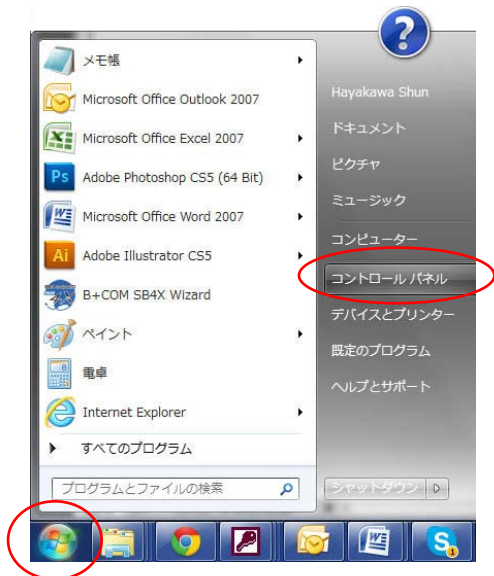 ?
メモ帳
Microsoft Office Outlook 2007
Microsoft Office Excel 2007
Ps Adobe Photoshop CS5 (64 Bit)
Microsoft Office Word 2007
Ai Adobe Illustrator CS5
B+COM SB4X Wizard
ペイント
電卓
Internet Explorer
すべてのプログラム
プログラムとファイルの検索
Hayakawa Shun
ドキュメント
ピクチャ
ミュージック
コンピューター
コントロール パネル
デバイスとプリンター
既定のプログラム
ヘルプとサポート
シャットダウン
S
1